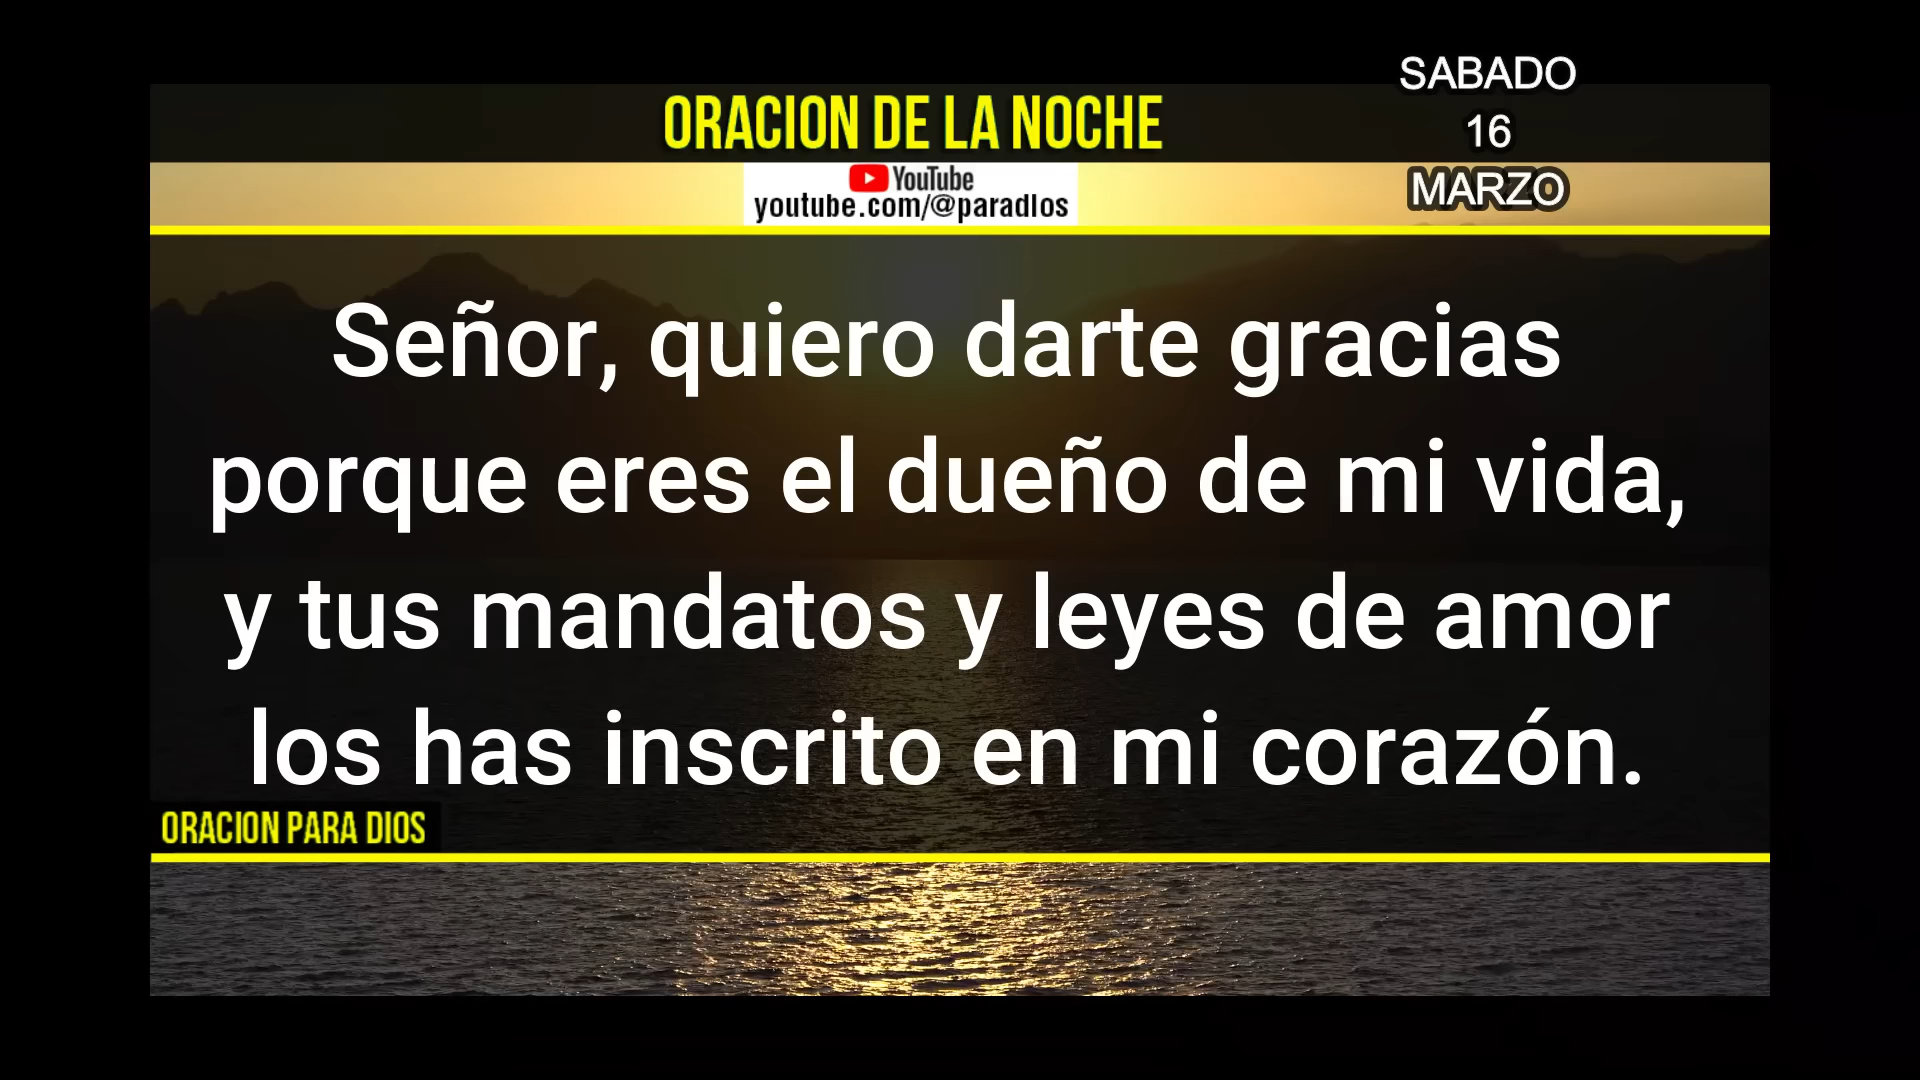 SABADO
16
MARZO
ORACION DE LA NOCHE
YouTube
youtube.com/@paradIos
Señor, quiero darte gracias
porque eres el dueño de mi vida,
y tus mandatos y leyes de amor
los has inscrito en mi corazón.
ORACION PARA DIOS